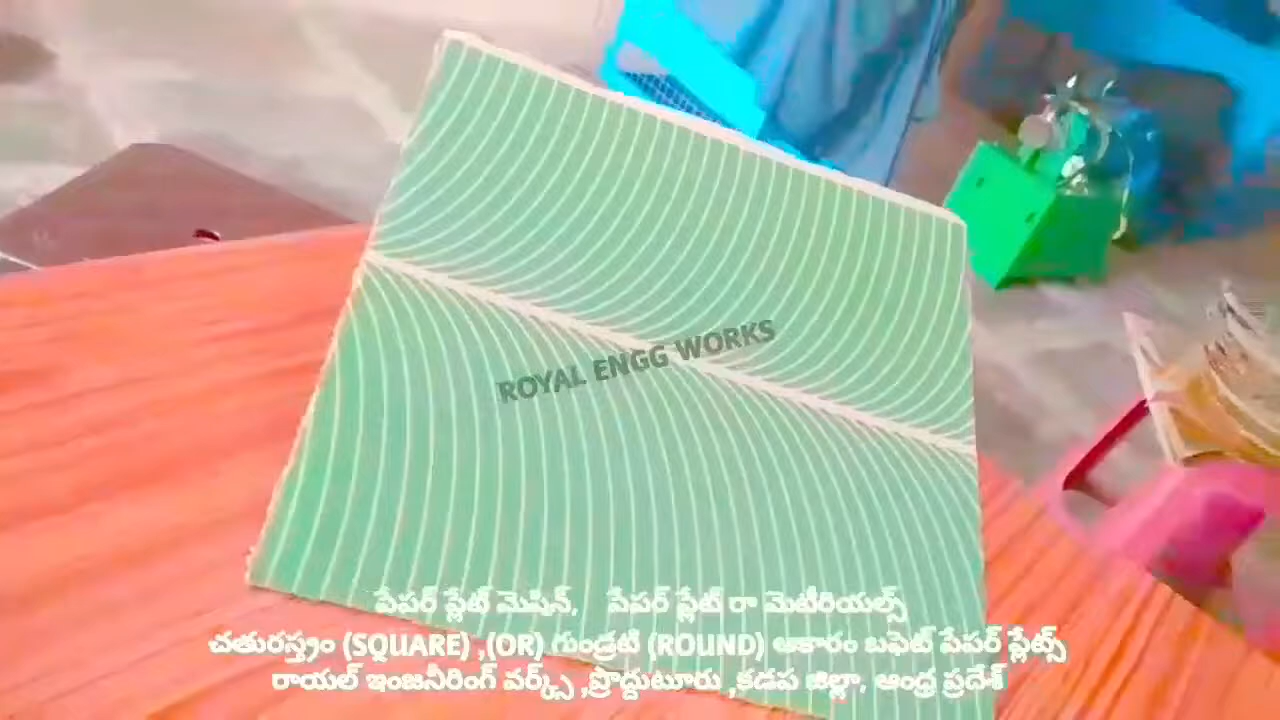 ROYAL ENGG WORKS
పేపర్ ప్లేట్ మెషిన్, పేపర్ ప్లేట్ రా మెటీరియల్స్
చతురస్త్రం (SQUARE) ,(OR) గుండ్రటి (ROUND) ఆకారం బఫెట్ పేపర్ ప్లేట్స్
రాయల్ ఇంజనీరింగ్ వర్క్స్ ,ప్రొద్దుటూరు ,కడప జిల్లా, ఆంధ్ర ప్రదేశ్